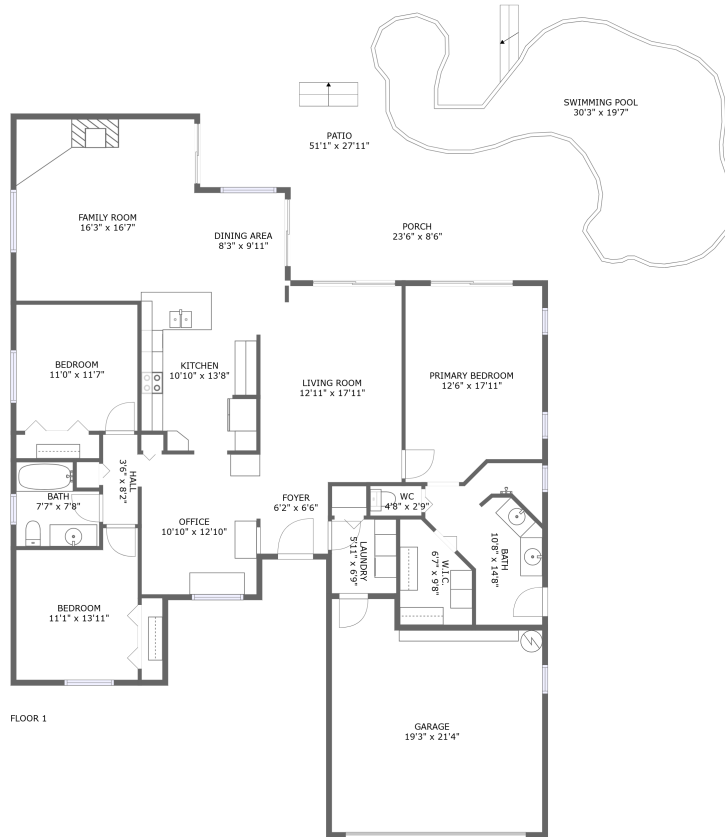 SWIMMING POOL
30'3" x 19'7"
PATIO
51'1" x 27'11"
FAMILY ROOM
16'3" x 16'7"
DINING AREA
8'3" x 9'11"
PORCH
23'6" x 8'6"
BEDROOM
11'0" x 11'7"
KITCHEN
10'10" x 13'8"
LIVING ROOM
12'11" x 17'11"
PRIMARY BEDROOM
12'6" x 17'11"
HALL
3'6" x 8'2"
BATH
7'7" x 7'8"
OFFICE
10'10" x 12'10"
FOYER
6'2" x 6'6"
WC
4'8" x 2'9"
LAUNDRY
5'11" x 6'9"
W.I.C.
6'7" x 9'8"
BATH
10'8" x 14'8"
BEDROOM
11'1" x 13'11"
FLOOR 1
GARAGE
19'3" x 21'4"